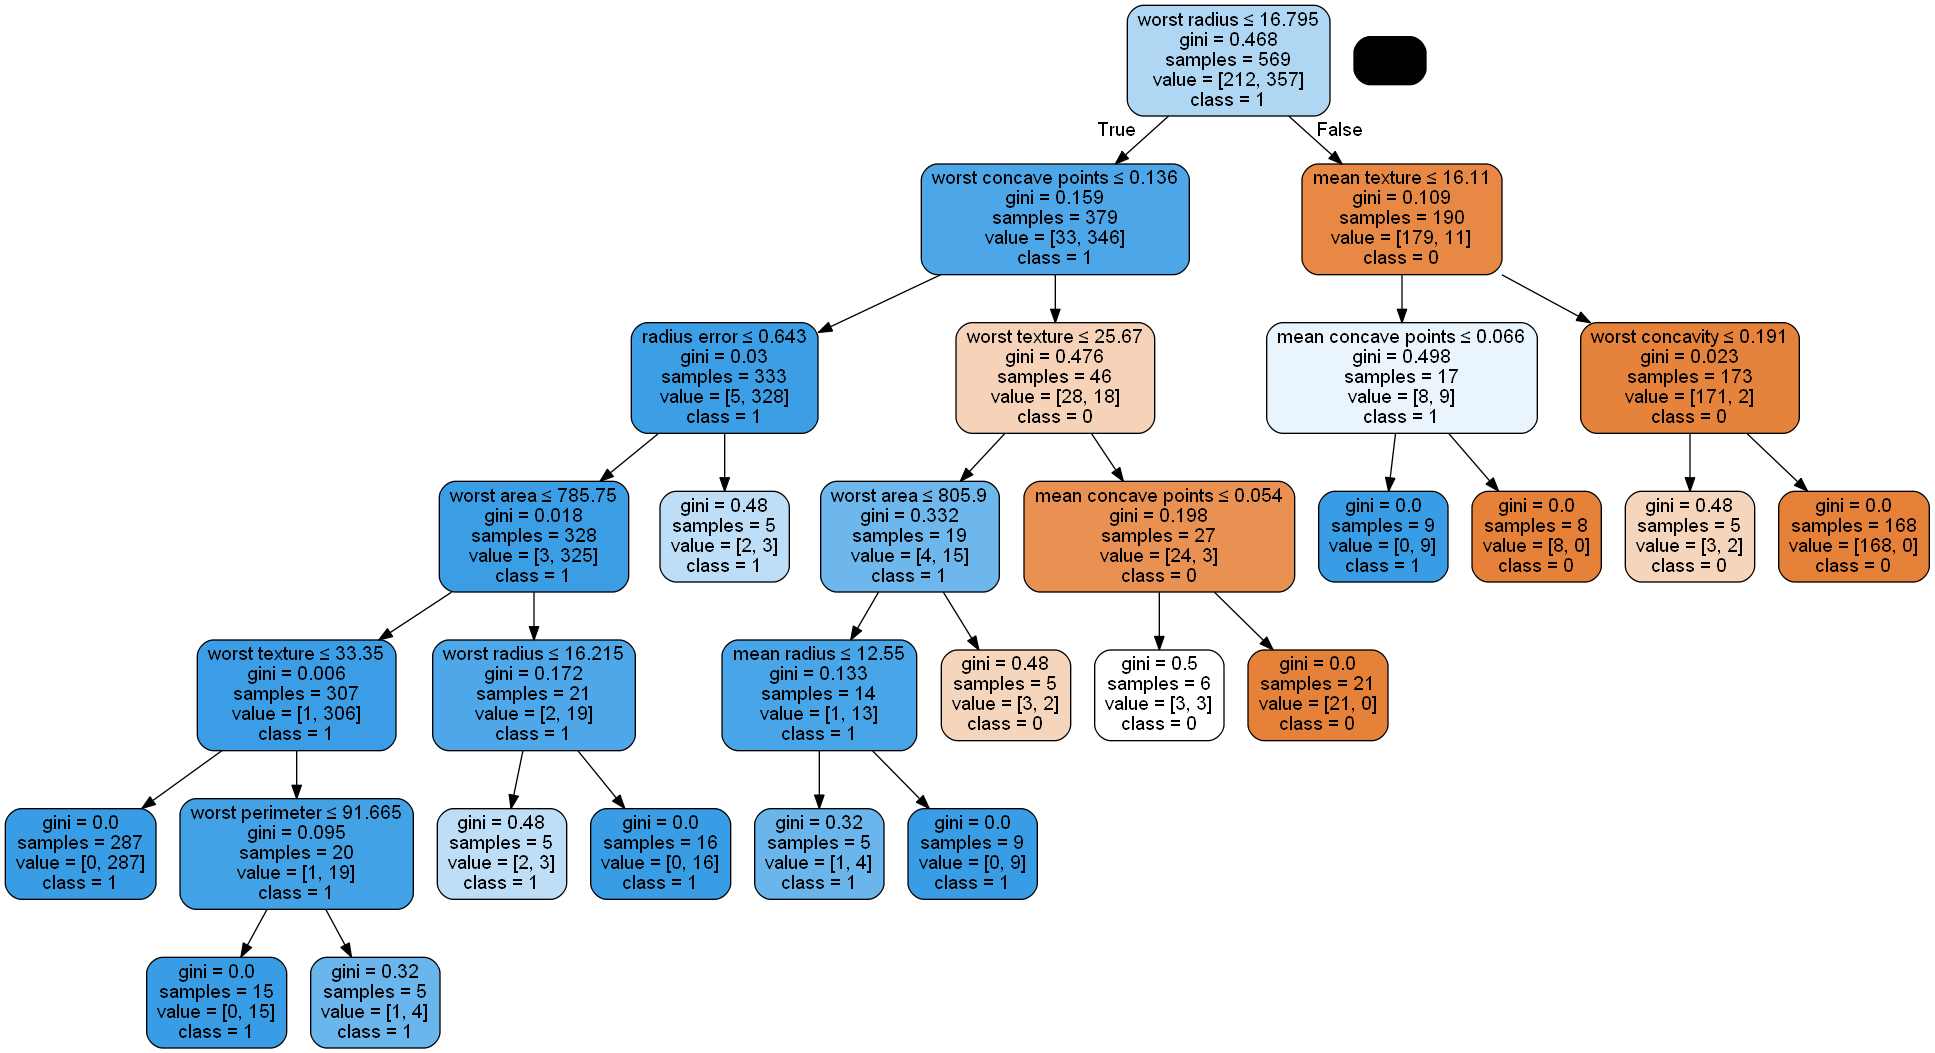 worst radius ≤ 16.795
gini = 0.468
samples = 569
value = [212, 357]
class = 1
True
False
worst concave points ≤ 0.136
gini = 0.159
samples = 379
value = [33, 346]
class = 1
mean texture ≤ 16.11
gini = 0.109
samples = 190
value = [179, 11]
class = 0
radius error ≤ 0.643
gini = 0.03
samples = 333
value = [5, 328]
class = 1
worst texture ≤ 25.67
gini = 0.476
samples = 46
value = [28, 18]
class = 0
mean concave points ≤ 0.066
gini = 0.498
samples = 17
value = [8, 9]
class = 1
worst concavity ≤ 0.191
gini = 0.023
samples = 173
value = [171, 2]
class = 0
worst area ≤ 785.75
gini = 0.018
samples = 328
value = [3, 325]
class = 1
gini = 0.48
samples = 5
value = [2, 3]
class = 1
worst area ≤ 805.9
gini = 0.332
samples = 19
value = [4, 15]
class = 1
mean concave points ≤ 0.054
gini = 0.198
samples = 27
value = [24, 3]
class = 0
gini = 0.0
samples = 9
value = [0, 9]
class = 1
gini = 0.0
samples = 8
value = [8, 0]
class = 0
gini = 0.48
samples = 5
value = [3, 2]
class = 0
gini = 0.0
samples = 168
value = [168, 0]
class = 0
worst texture ≤ 33.35
gini = 0.006
samples = 307
value = [1, 306]
class = 1
worst radius ≤ 16.215
gini = 0.172
samples = 21
value = [2, 19]
class = 1
mean radius ≤ 12.55
gini = 0.133
samples = 14
value = [1, 13]
class = 1
gini = 0.48
samples = 5
value = [3, 2]
class = 0
gini = 0.5
samples = 6
value = [3, 3]
class = 0
gini = 0.0
samples = 21
value = [21, 0]
class = 0
gini = 0.0
samples = 287
value = [0, 287]
class = 1
worst perimeter ≤ 91.665
gini = 0.095
samples = 20
value = [1, 19]
class = 1
gini = 0.48
samples = 5
value = [2, 3]
class = 1
gini = 0.0
samples = 16
value = [0, 16]
class = 1
gini = 0.32
samples = 5
value = [1, 4]
class = 1
gini = 0.0
samples = 9
value = [0, 9]
class = 1
gini = 0.0
samples = 15
value = [0, 15]
class = 1
gini = 0.32
samples = 5
value = [1, 4]
class = 1